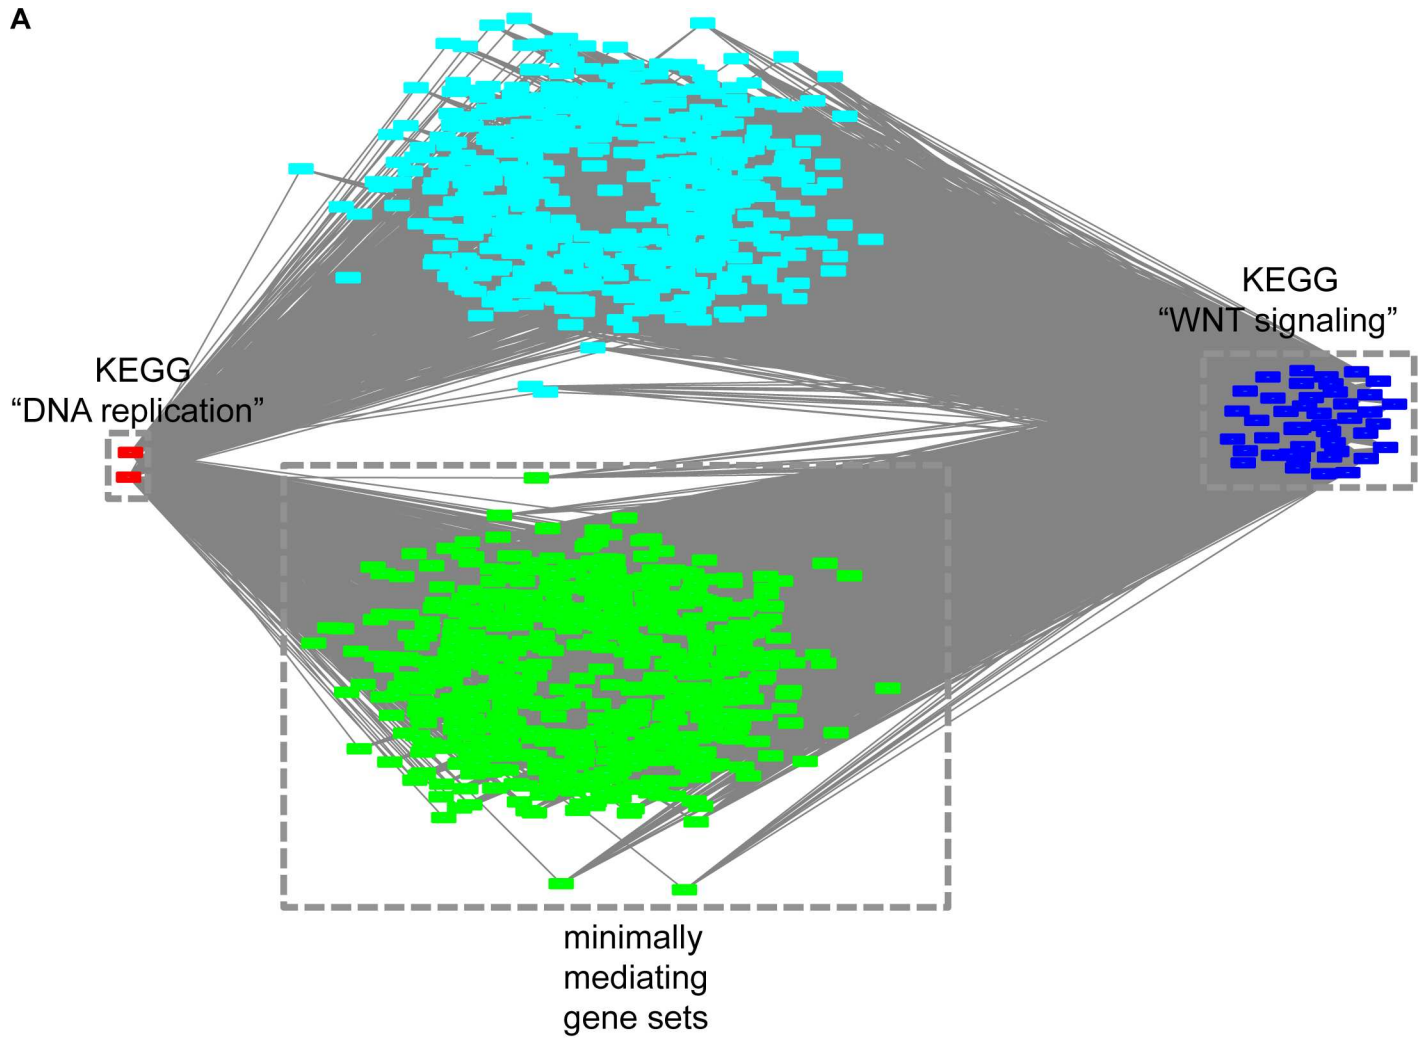 A
KEGG
“WNT signaling”
KEGG
“DNA replication”
minimally
mediating
gene sets